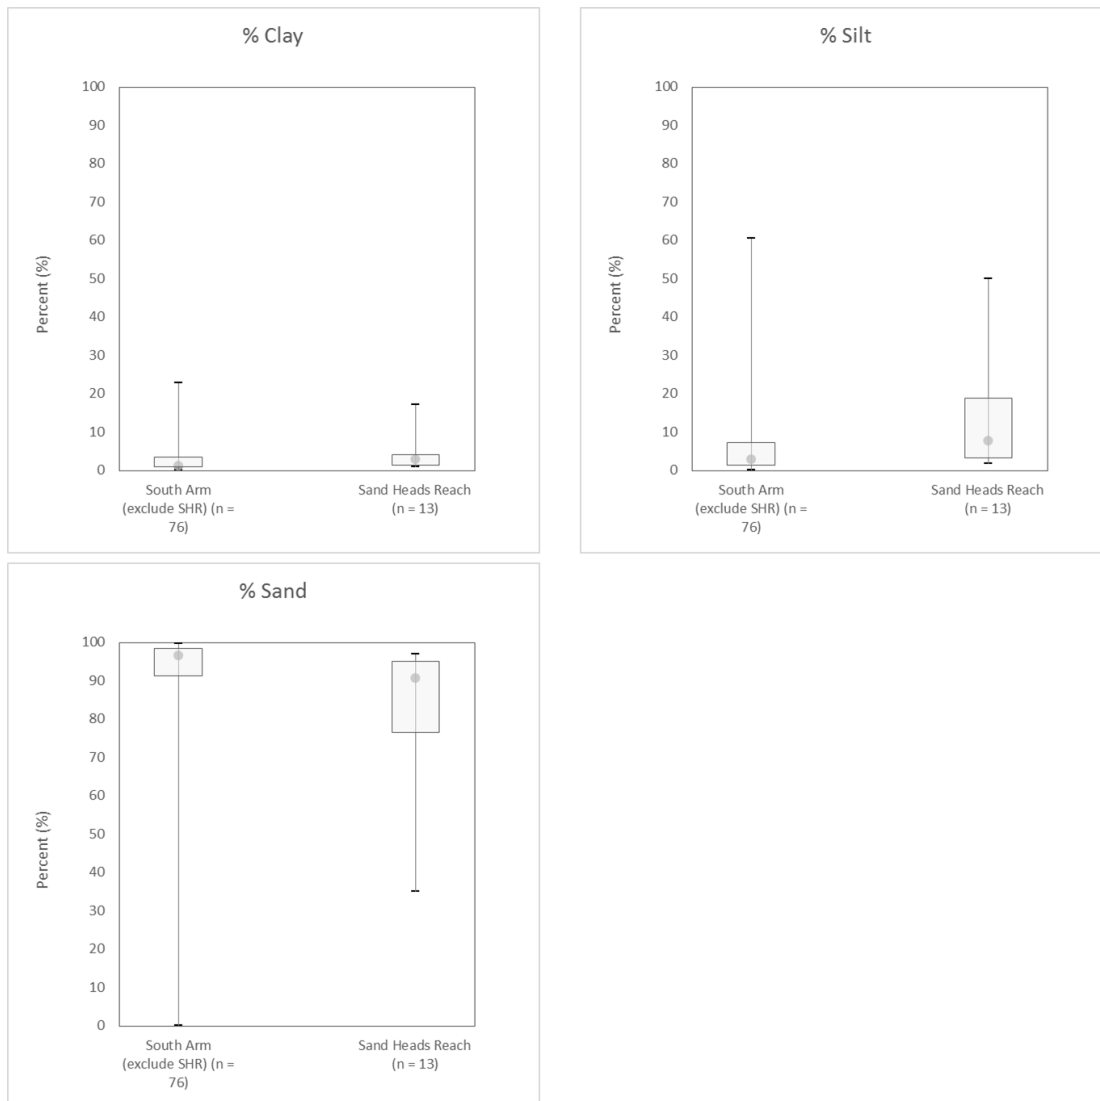 % Clay
100
90
80
70
60
50
40
30
20
10
0
Percent (%)
South Arm
(exclude SHR) (n =
76)
Sand Heads Reach
(n = 13)
% Silt
100
90
80
70
60
50
40
30
20
10
0
Percent (%)
South Arm
(exclude SHR) (n =
76)
Sand Heads Reach
(n = 13)
% Sand
100
90
80
70
60
50
40
30
20
10
0
Percent (%)
South Arm
(exclude SHR) (n =
76)
Sand Heads Reach
(n = 13)